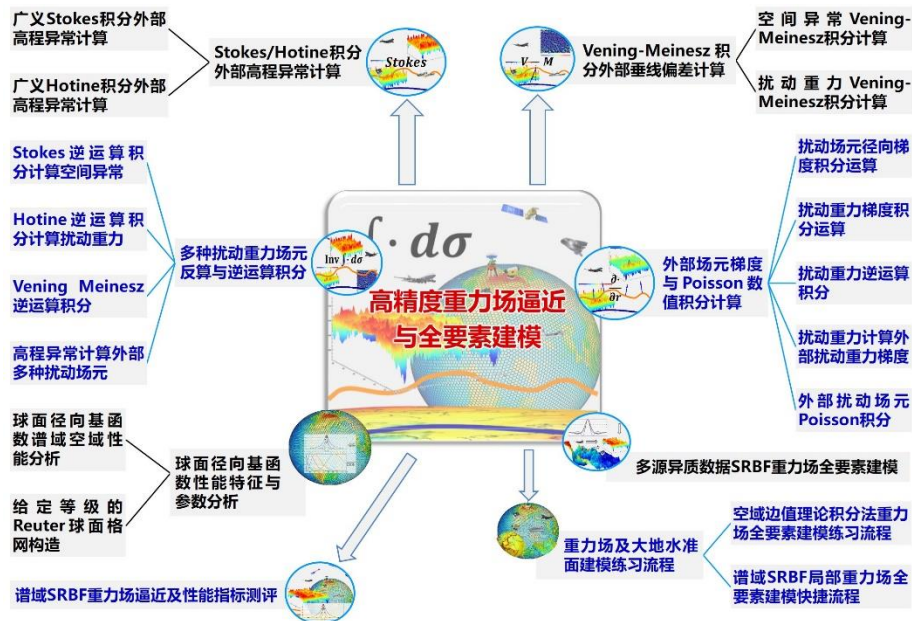 广义Stokes积分外部
高程异常计算
广义Hotine积分外部
高程异常计算
Stokes/Hotine积分
外部高程异常计算
Stokes
V — M
Vening-Meinesz 积
分外部垂线偏差计算
空间异常Vening-
Meinesz积分计算
扰动重力Vening-
Meinesz积分计算
Stokes逆运算积
分计算空间异常
Hotine逆运算积
分计算扰动重力
Vening Meinesz
逆运算积分
高程异常计算外部
多种扰动场元
多种扰动重力场元
反算与逆运算积分
Inv ∫·dσ
∫·dσ
高精度重力场逼近
与全要素建模
∂·
∂r
外部场元梯度
与 Poisson 数
值积分计算
扰动场元径向梯
度积分运算
扰动重力梯度积
分运算
扰动重力逆运算
积分
扰动重力计算外
部扰动重力梯度
外部扰动场元
Poisson积分
球面径向基函
数谱域空域性
能分析
给定等级的
Reuter球面格
网构造
球面径向基函
数性能特征与
参数分析
多源异质数据SRBF重力场全要素建模
谱域SRBF重力场逼近及性能指标测评
重力场及大地水准
面建模练习流程
空域边值理论积分法重力
场全要素建模练习流程
谱域SRBF局部重力场全
要素建模快捷流程